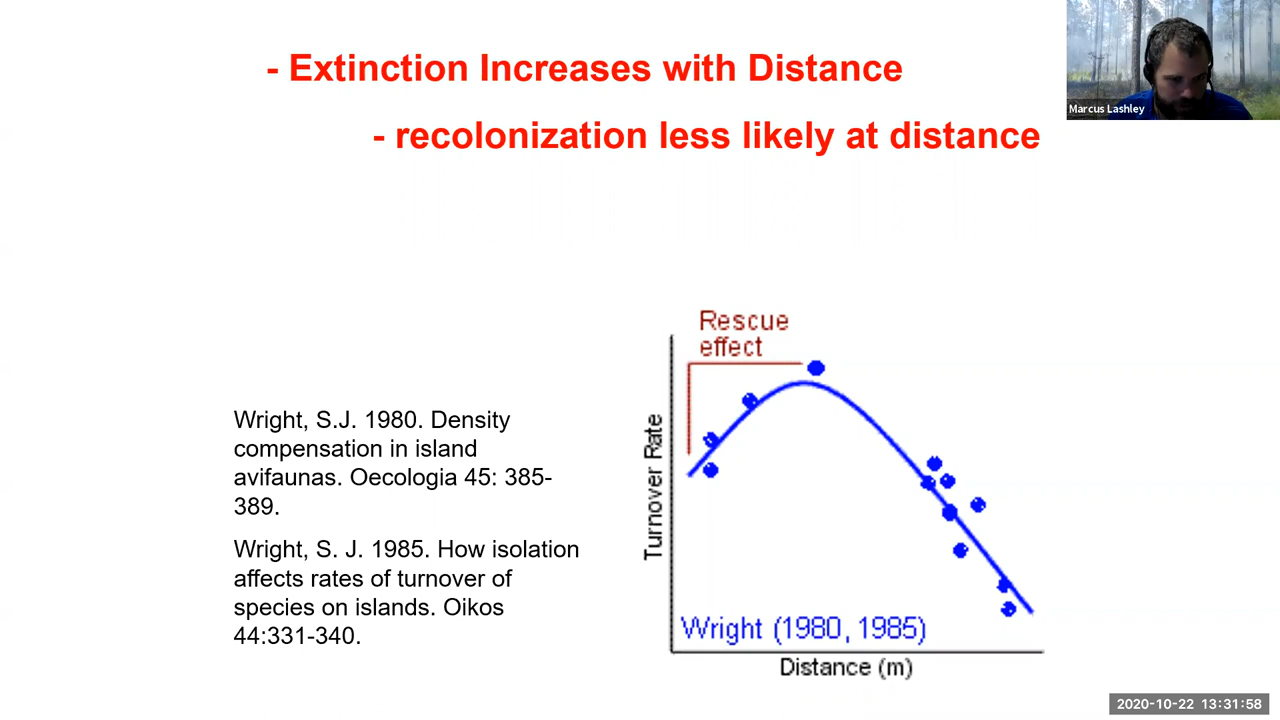 - Extinction Increases with Distance
- recolonization less likely at distance
Marcus Lashley
Wright, S.J. 1980. Density
compensation in island
avifaunas. Oecologia 45: 385-
389.
Wright, S. J. 1985. How isolation
affects rates of turnover of
species on islands. Oikos
44:331-340.
Rescue
effect
Turnover Rate
Wright (1980, 1985)
Distance (m)
2020-10-22 13:31:58